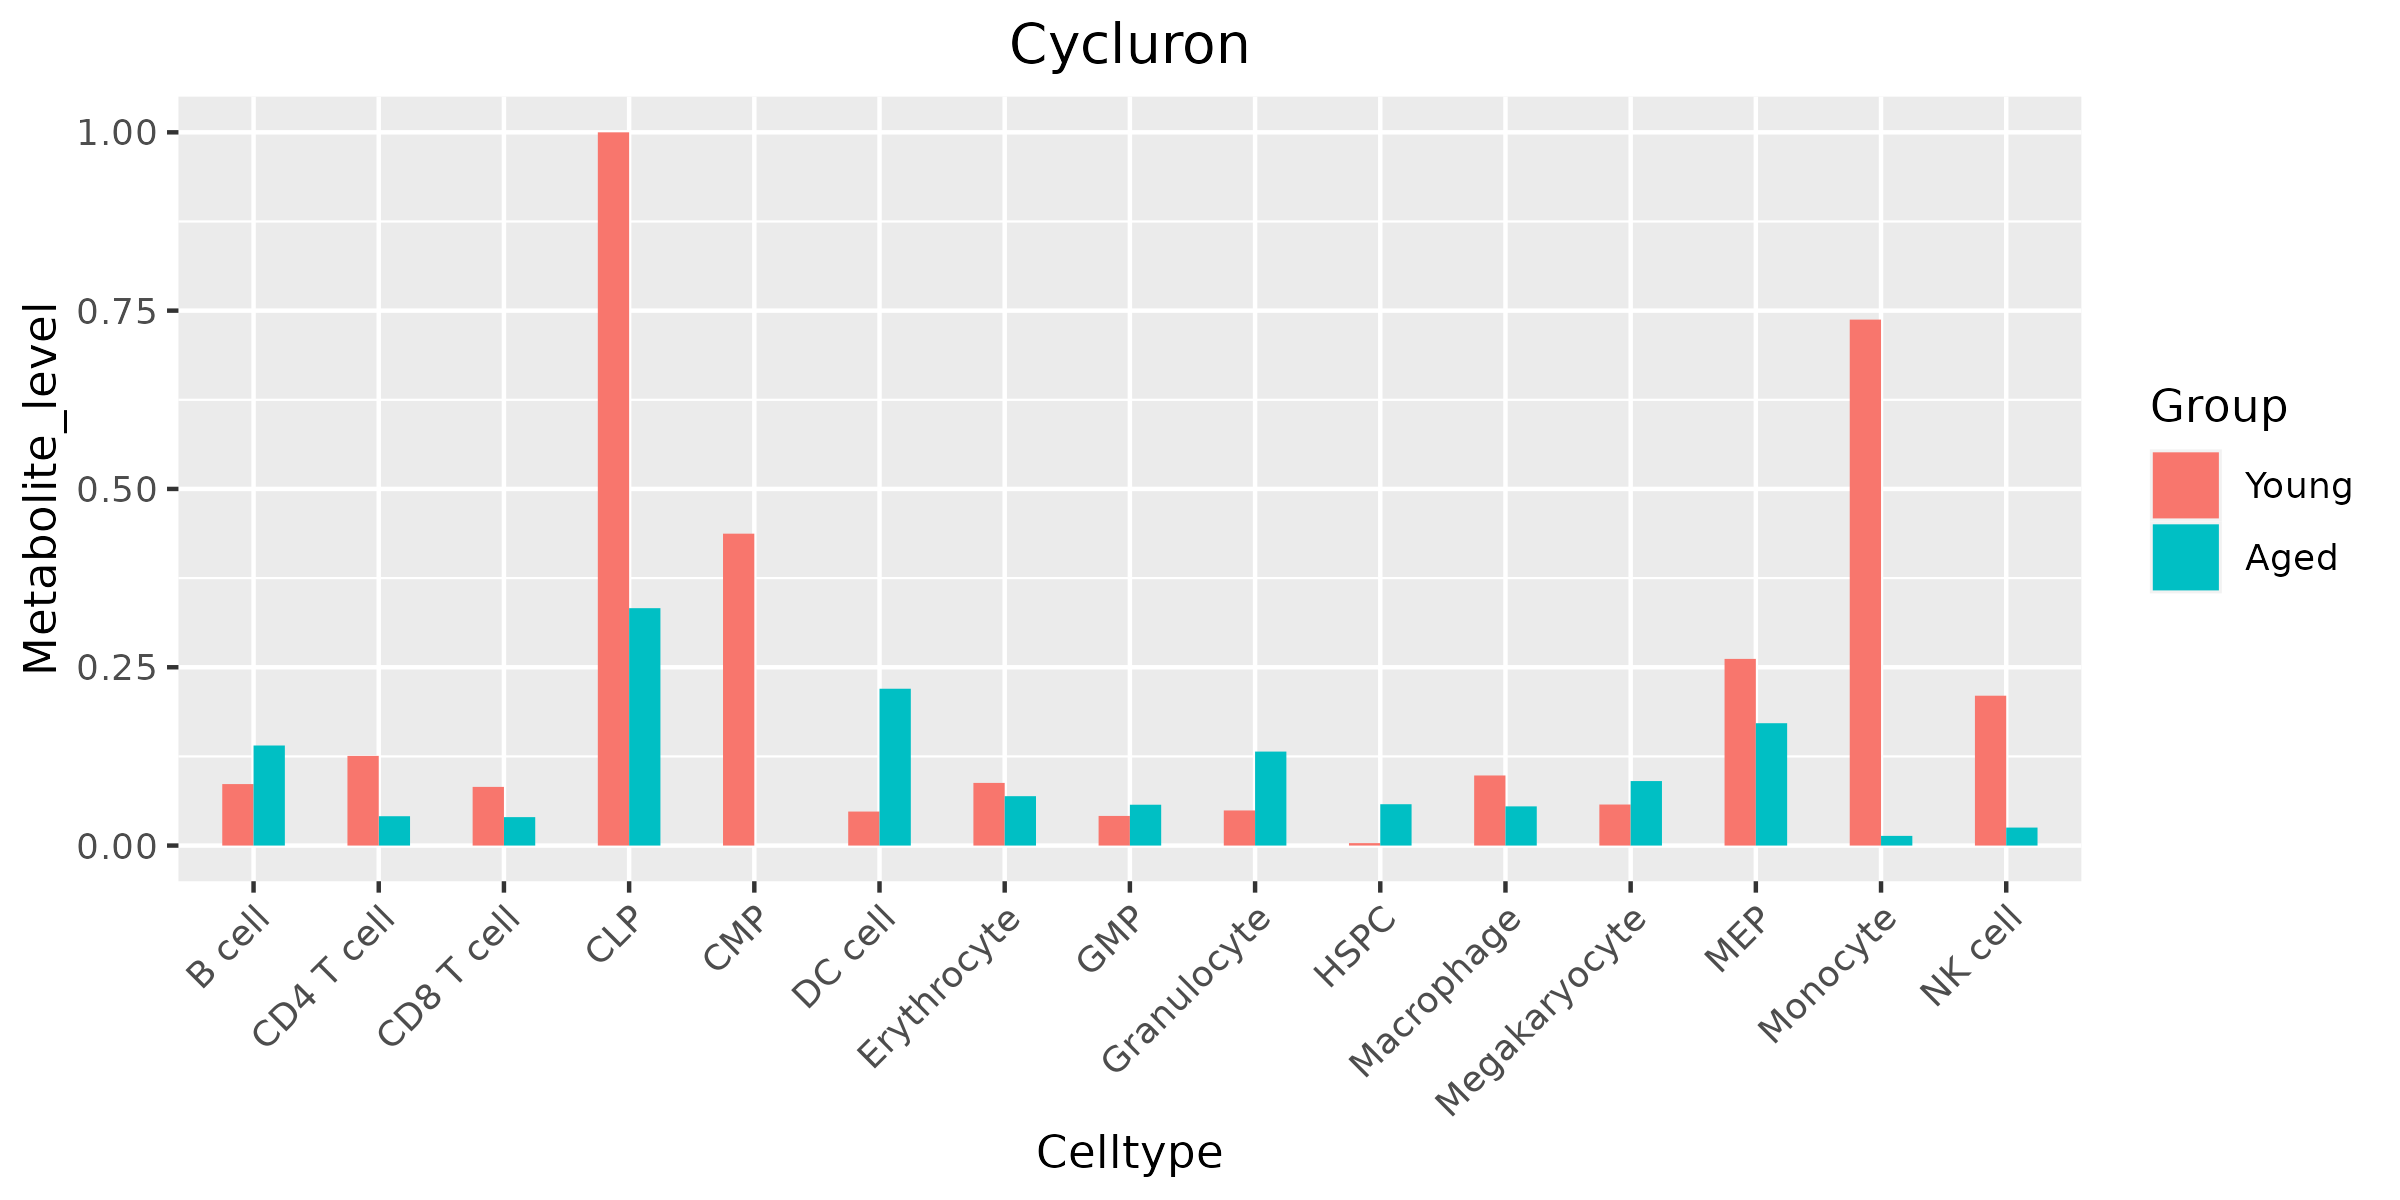 Cycluron
Metabolite_level
1.00
0.75
0.50
0.25
0.00
B cell
CD4 T cell
CD8 T cell
CLP
CMP
DC cell
Erythrocyte
GMP
Granulocyte
HSPC
Macrophage
Megakaryocyte
MEP
Monocyte
NK cell
Celltype
Group
Young
Aged